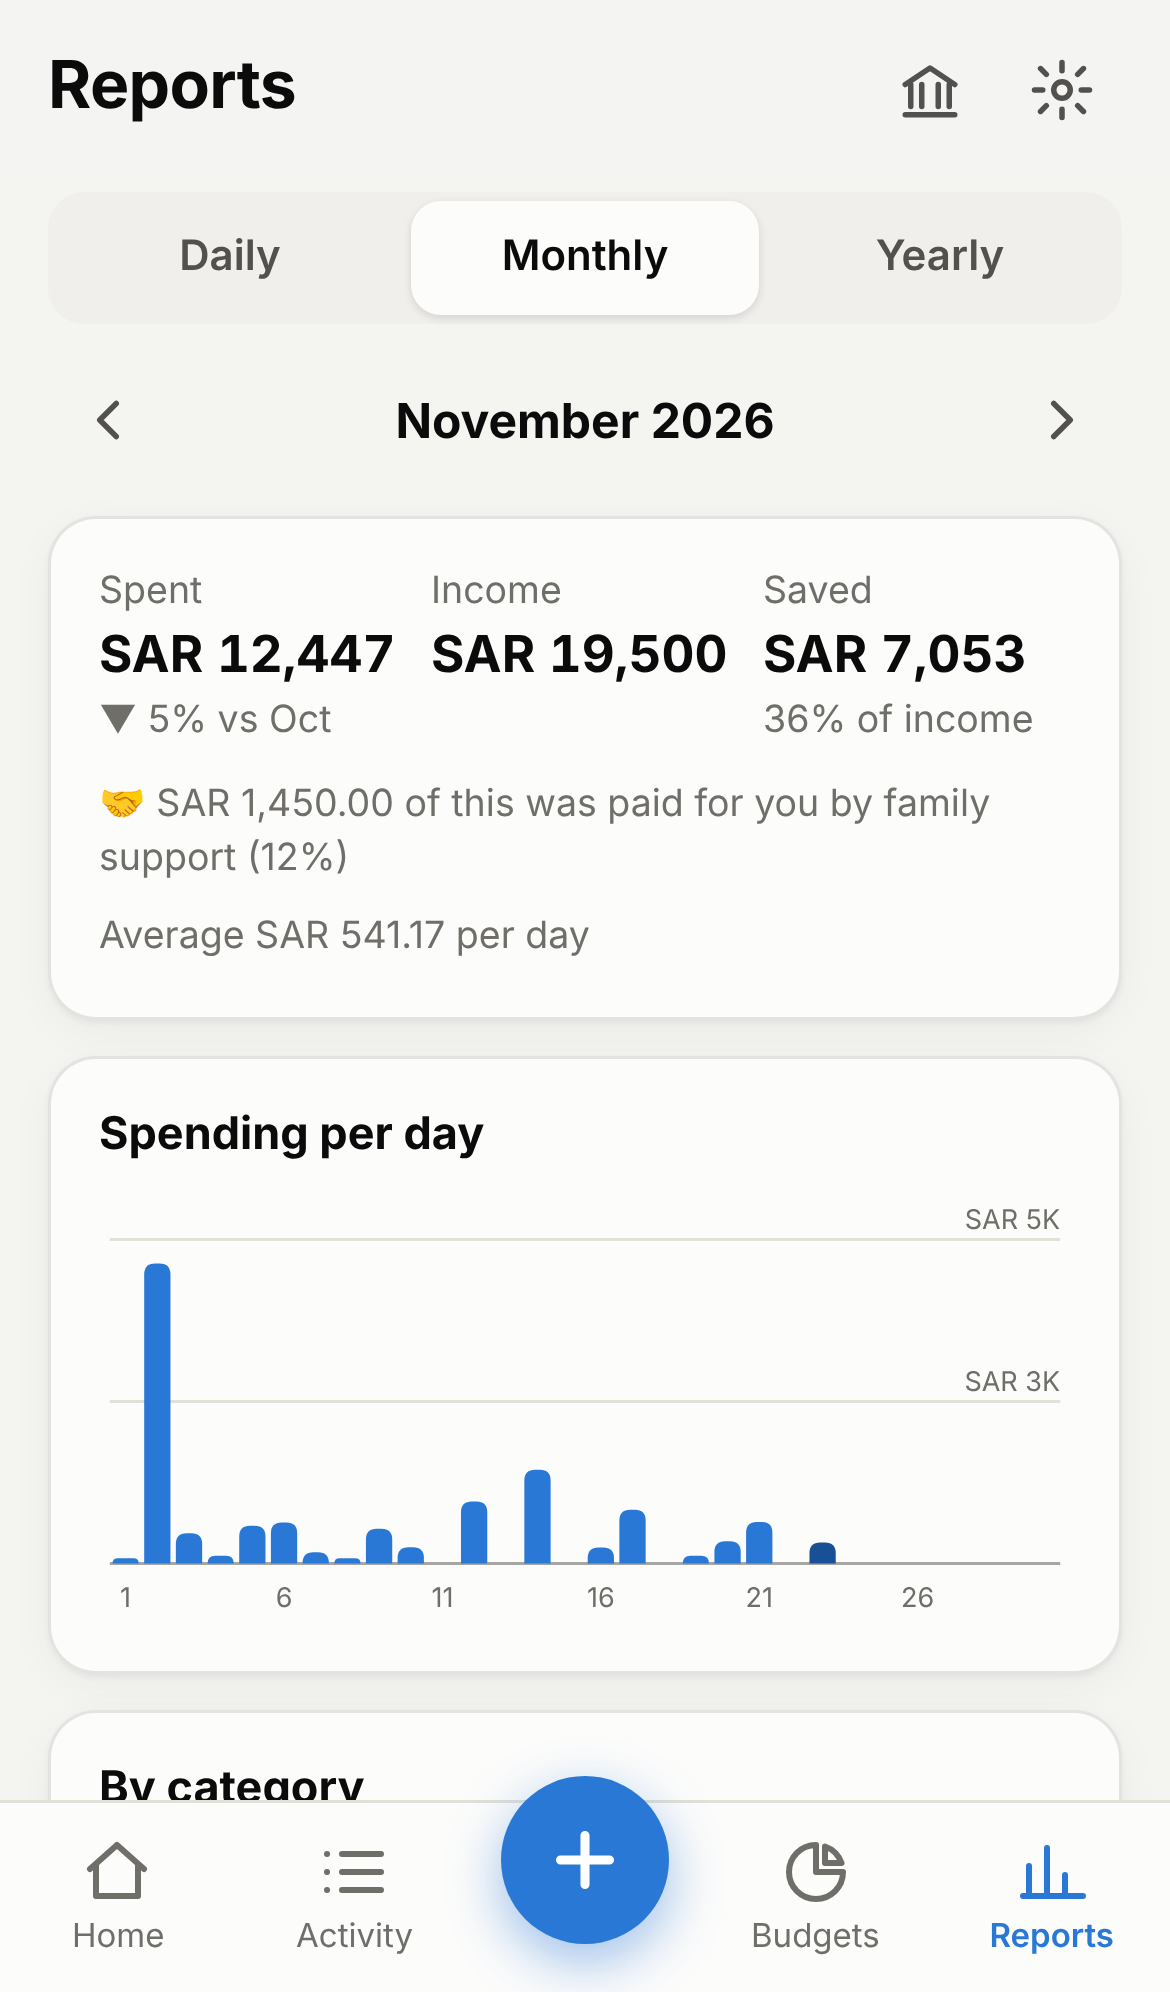 Reports
Daily
Monthly
Yearly
November 2026
Spent
Income
Saved
SAR 12,447
SAR 19,500
SAR 7,053
▼ 5% vs Oct
36% of income
🤝 SAR 1,450.00 of this was paid for you by family
support (12%)
Average SAR 541.17 per day
Spending per day
SAR 5K
SAR 3K
1
6
11
16
21
26
By category
Home
Activity
Budgets
Reports